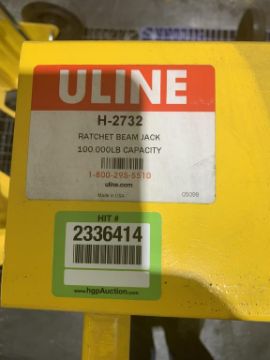 ULINE
H-2732
RATCHET BEAM JACK
100,000LB CAPACITY
1-800-295-5510
uline.com
Made in USA
0509B
HIT #
2336414
www.hgpAuction.com